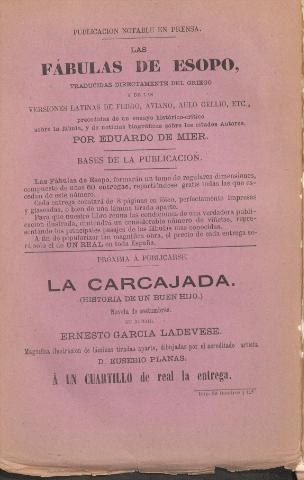 PUBLICACION NOTABLE EN PRENSA.
LAS
FÁBULAS DE ESOPO,
TRADUCIDAS DIRECTAMENTE DEL GRIEGO
Y DE LAS
VERSIONES LATINAS DE FEDRO, AVIANO, AULO GELLIO, ETC.,
precedidas de un ensayo histórico-crítico
sobre la fábula, y de noticias biográficas sobre los citados Autores.
POR EDUARDO DE MIER.
BASES DE LA PUBLICACION.
Las Fábulas de Esopo, formarán un tomo de regulares dimensiones,
compuesto de unas 60 entregas, repartiéndose gratis todas las que ex-
cedan de este número.
Cada entrega constará de 8 páginas en fólio, perfectamente impresas
y glaseadas, ó bien de una lámina tirada aparte.
Para que nuestro Libro reuna las condiciones de una verdadera publi-
cacion ilustrada, contendrá un considerable número de viñetas, repre-
sentando los principales pasajes de las fábulas mas conocidas.
A fin de popularizar tan magnífica obra, el precio de cada entrega se-
rá solo el de UN REAL en toda España.
PRÓXIMA Á PUBLICARSE.
LA CARCAJADA.
(HISTORIA DE UN BUEN HIJO.)
Novela de costumbres.
ERNESTO GARCIA LADEVESE.
Magnífica ilustracion de láminas tiradas aparte, dibujadas por el acreditado artista
D. EUSEBIO PLANAS.
Á UN CUARTILLO de real la entrega.